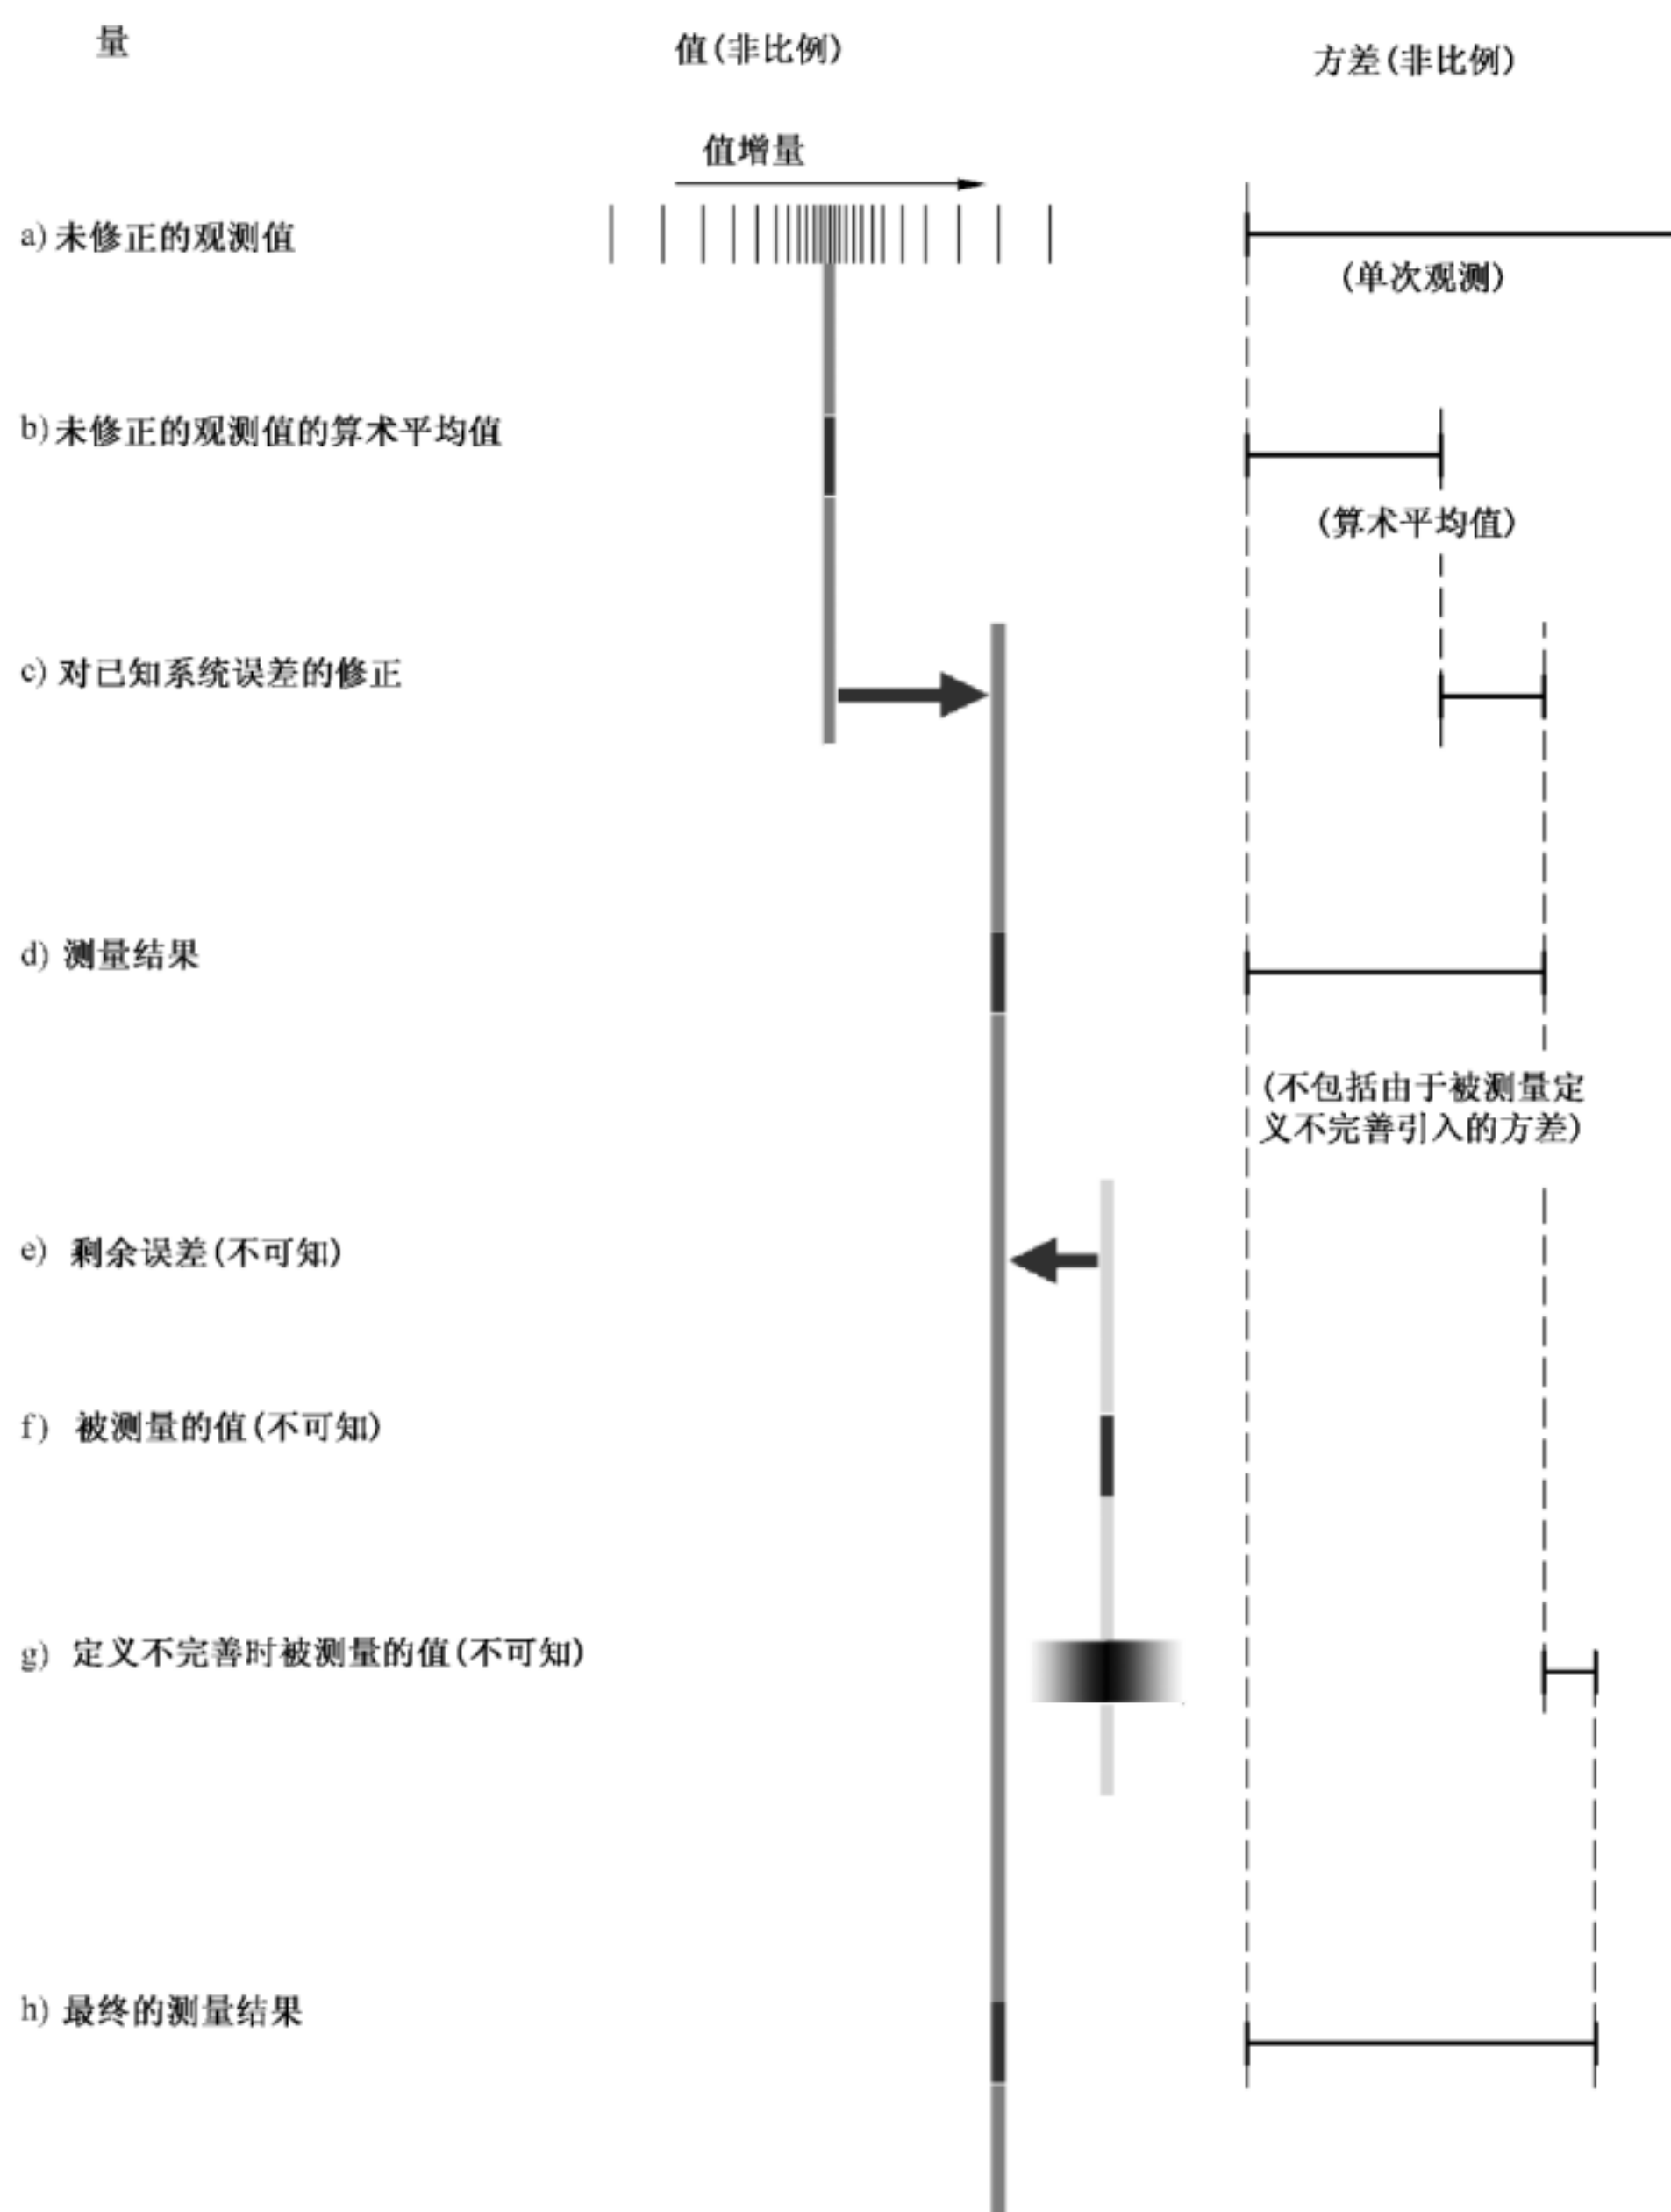 量
值(非比例)
方差(非比例)
值增量
a) 未修正的观测值
(单次观测)
b) 未修正的观测值的算术平均值
(算术平均值)
c) 对已知系统误差的修正
d) 测量结果
(不包括由于被测量定
义不完善引入的方差)
e) 剩余误差(不可知)
f) 被测量的值(不可知)
g) 定义不完善时被测量的值(不可知)
h) 最终的测量结果